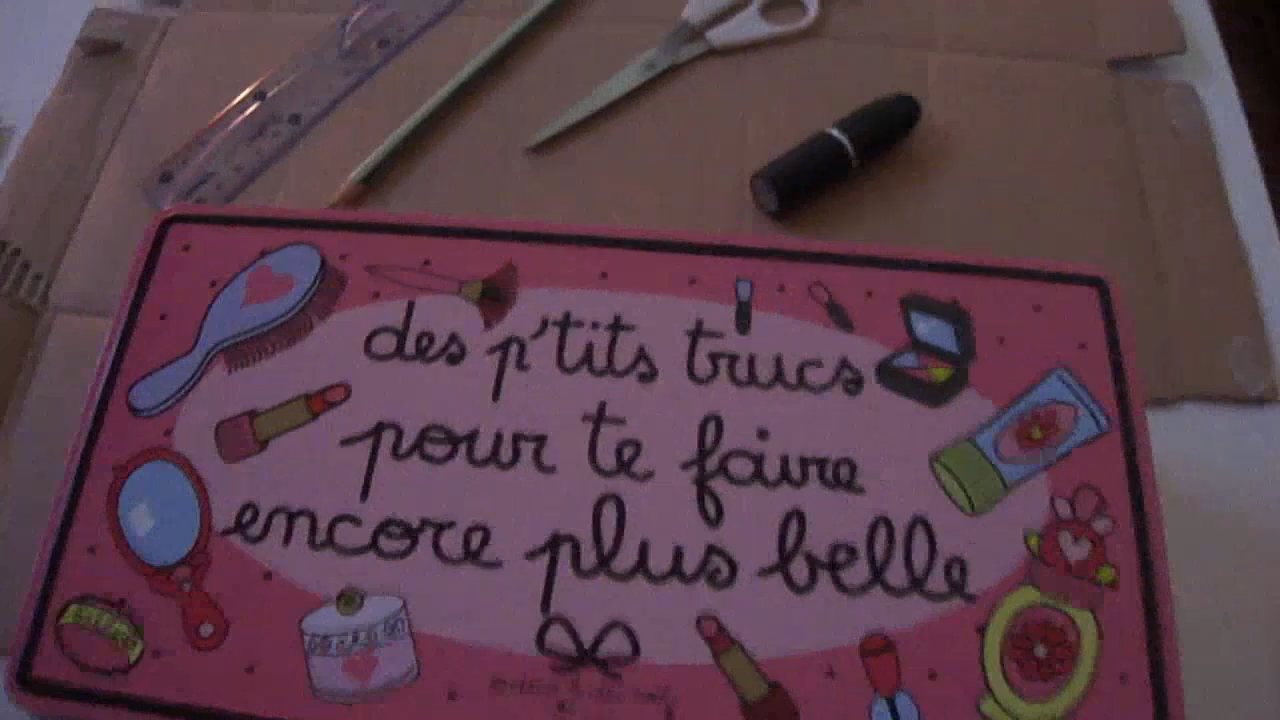 des p'tits trucs
pour te faire
encore plus belle